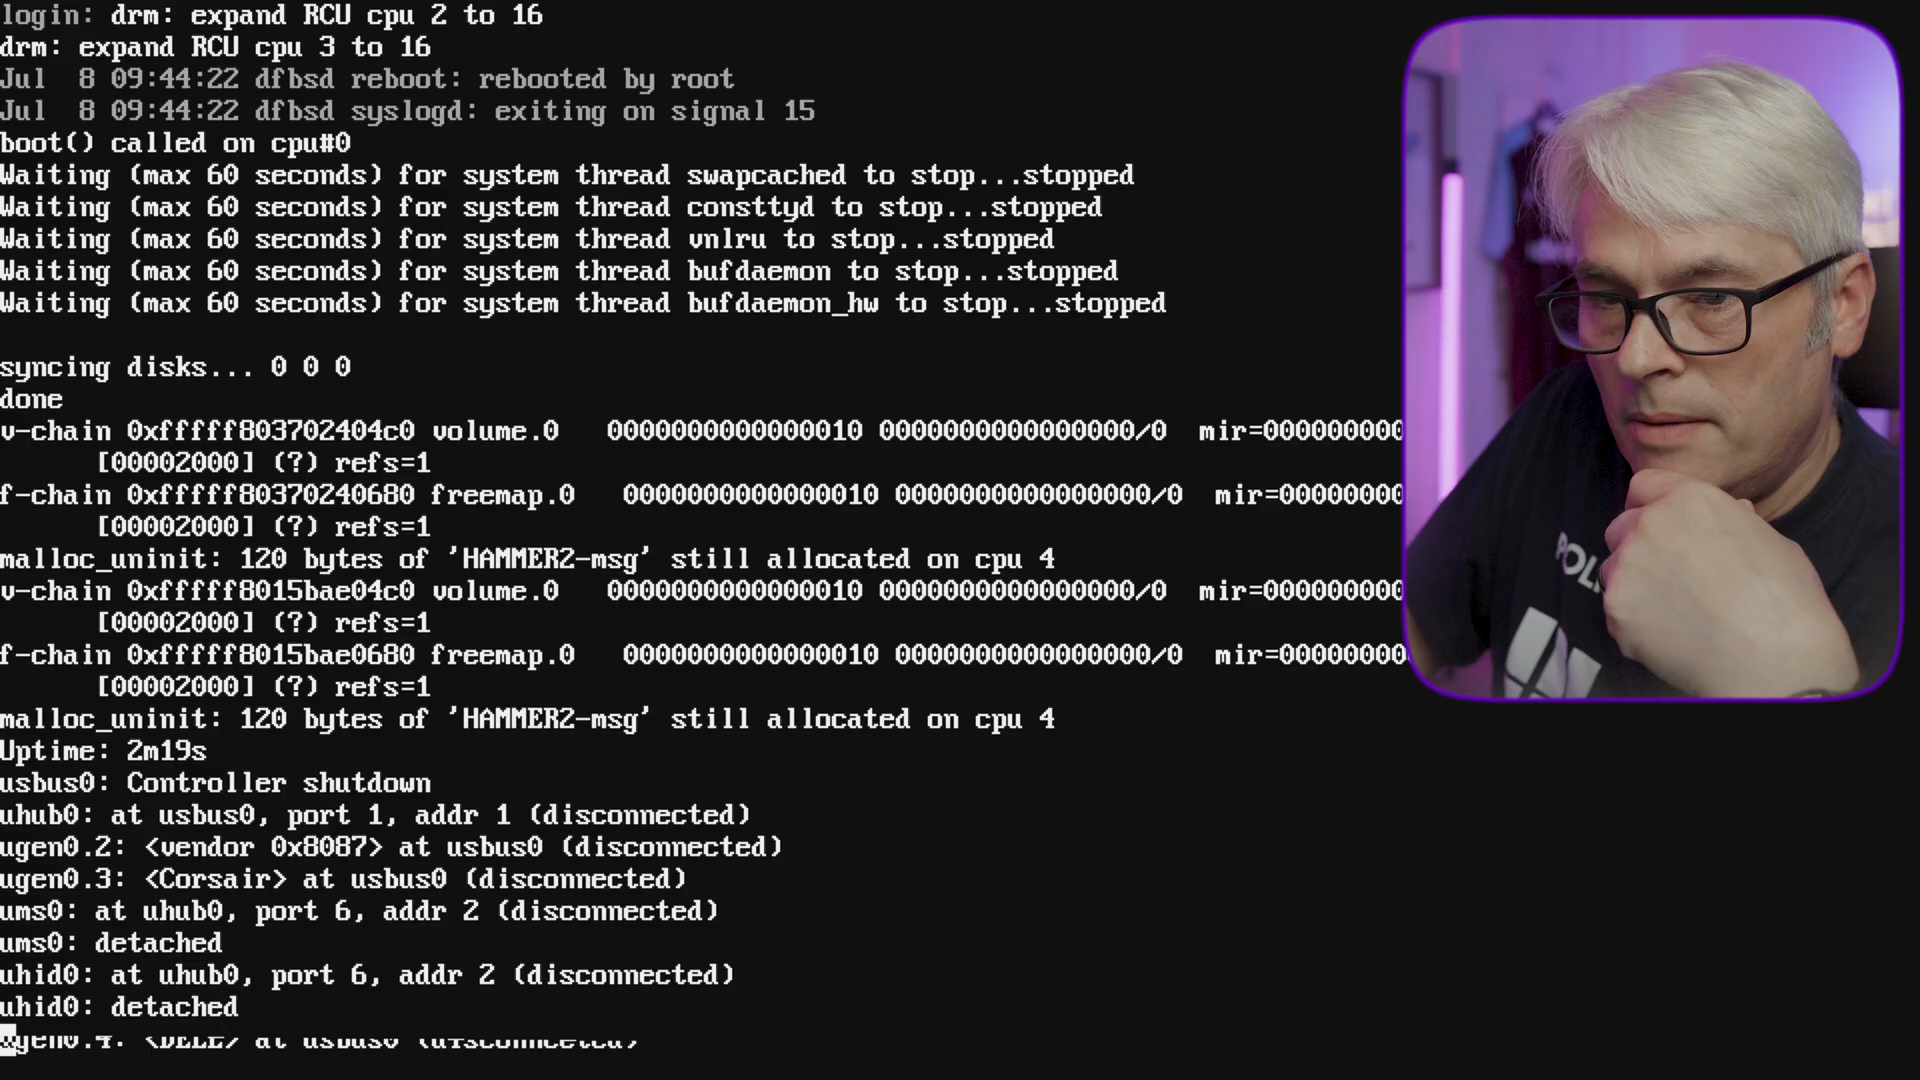 login: drm: expand RCU cpu 2 to 16
drm: expand RCU cpu 3 to 16
Jul  8 09:44:22 dfbsd reboot: rebooted by root
Jul  8 09:44:22 dfbsd syslogd: exiting on signal 15
boot() called on cpu#0
Waiting (max 60 seconds) for system thread swapcached to stop...stopped
Waiting (max 60 seconds) for system thread consttyd to stop...stopped
Waiting (max 60 seconds) for system thread vnlru to stop...stopped
Waiting (max 60 seconds) for system thread bufdaemon to stop...stopped
Waiting (max 60 seconds) for system thread bufdaemon_hw to stop...stopped
syncing disks... 0 0 0
done
v-chain 0xfffff803702404c0 volume.0   0000000000000010 0000000000000000/0  mir=000000000
[00002000] (?) refs=1
f-chain 0xfffff80370240680 freemap.0   0000000000000010 0000000000000000/0  mir=00000000
[00002000] (?) refs=1
malloc_uninit: 120 bytes of 'HAMMER2-msg' still allocated on cpu 4
v-chain 0xfffff8015bae04c0 volume.0   0000000000000010 0000000000000000/0  mir=000000000
[00002000] (?) refs=1
f-chain 0xfffff8015bae0680 freemap.0   0000000000000010 0000000000000000/0  mir=00000000
[00002000] (?) refs=1
malloc_uninit: 120 bytes of 'HAMMER2-msg' still allocated on cpu 4
Uptime: 2m19s
usbus0: Controller shutdown
uhub0: at usbus0, port 1, addr 1 (disconnected)
ugen0.2: <vendor 0x8087> at usbus0 (disconnected)
ugen0.3: <Corsair> at usbus0 (disconnected)
ums0: at uhub0, port 6, addr 2 (disconnected)
ums0: detached
uhid0: at uhub0, port 6, addr 2 (disconnected)
uhid0: detached
ugen0.4: <DELL> at usbus0 (disconnected)
POLI